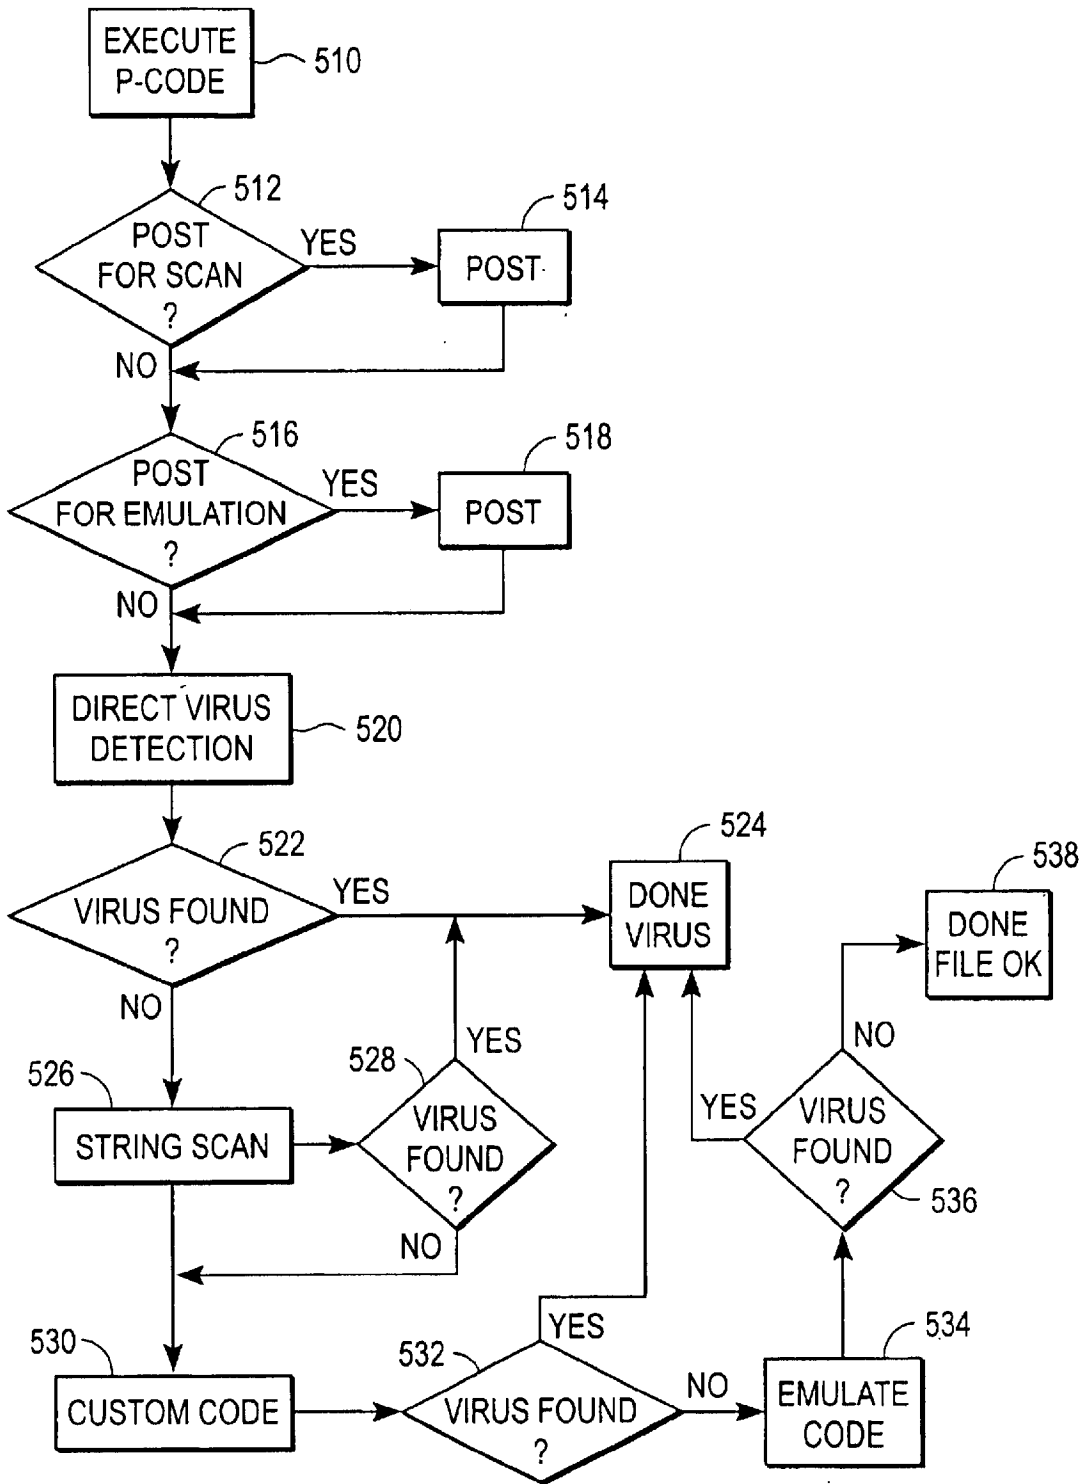 EXECUTE
P-CODE
510
512
POST
FOR SCAN
?
YES
514
POST
NO
516
POST
FOR EMULATION
?
YES
518
POST
NO
DIRECT VIRUS
DETECTION
520
522
VIRUS FOUND
?
YES
524
DONE
VIRUS
538
DONE
FILE OK
NO
526
STRING SCAN
528
YES
VIRUS
FOUND
?
NO
NO
YES
VIRUS
FOUND
?
536
530
CUSTOM CODE
532
YES
VIRUS FOUND
?
NO
534
EMULATE
CODE